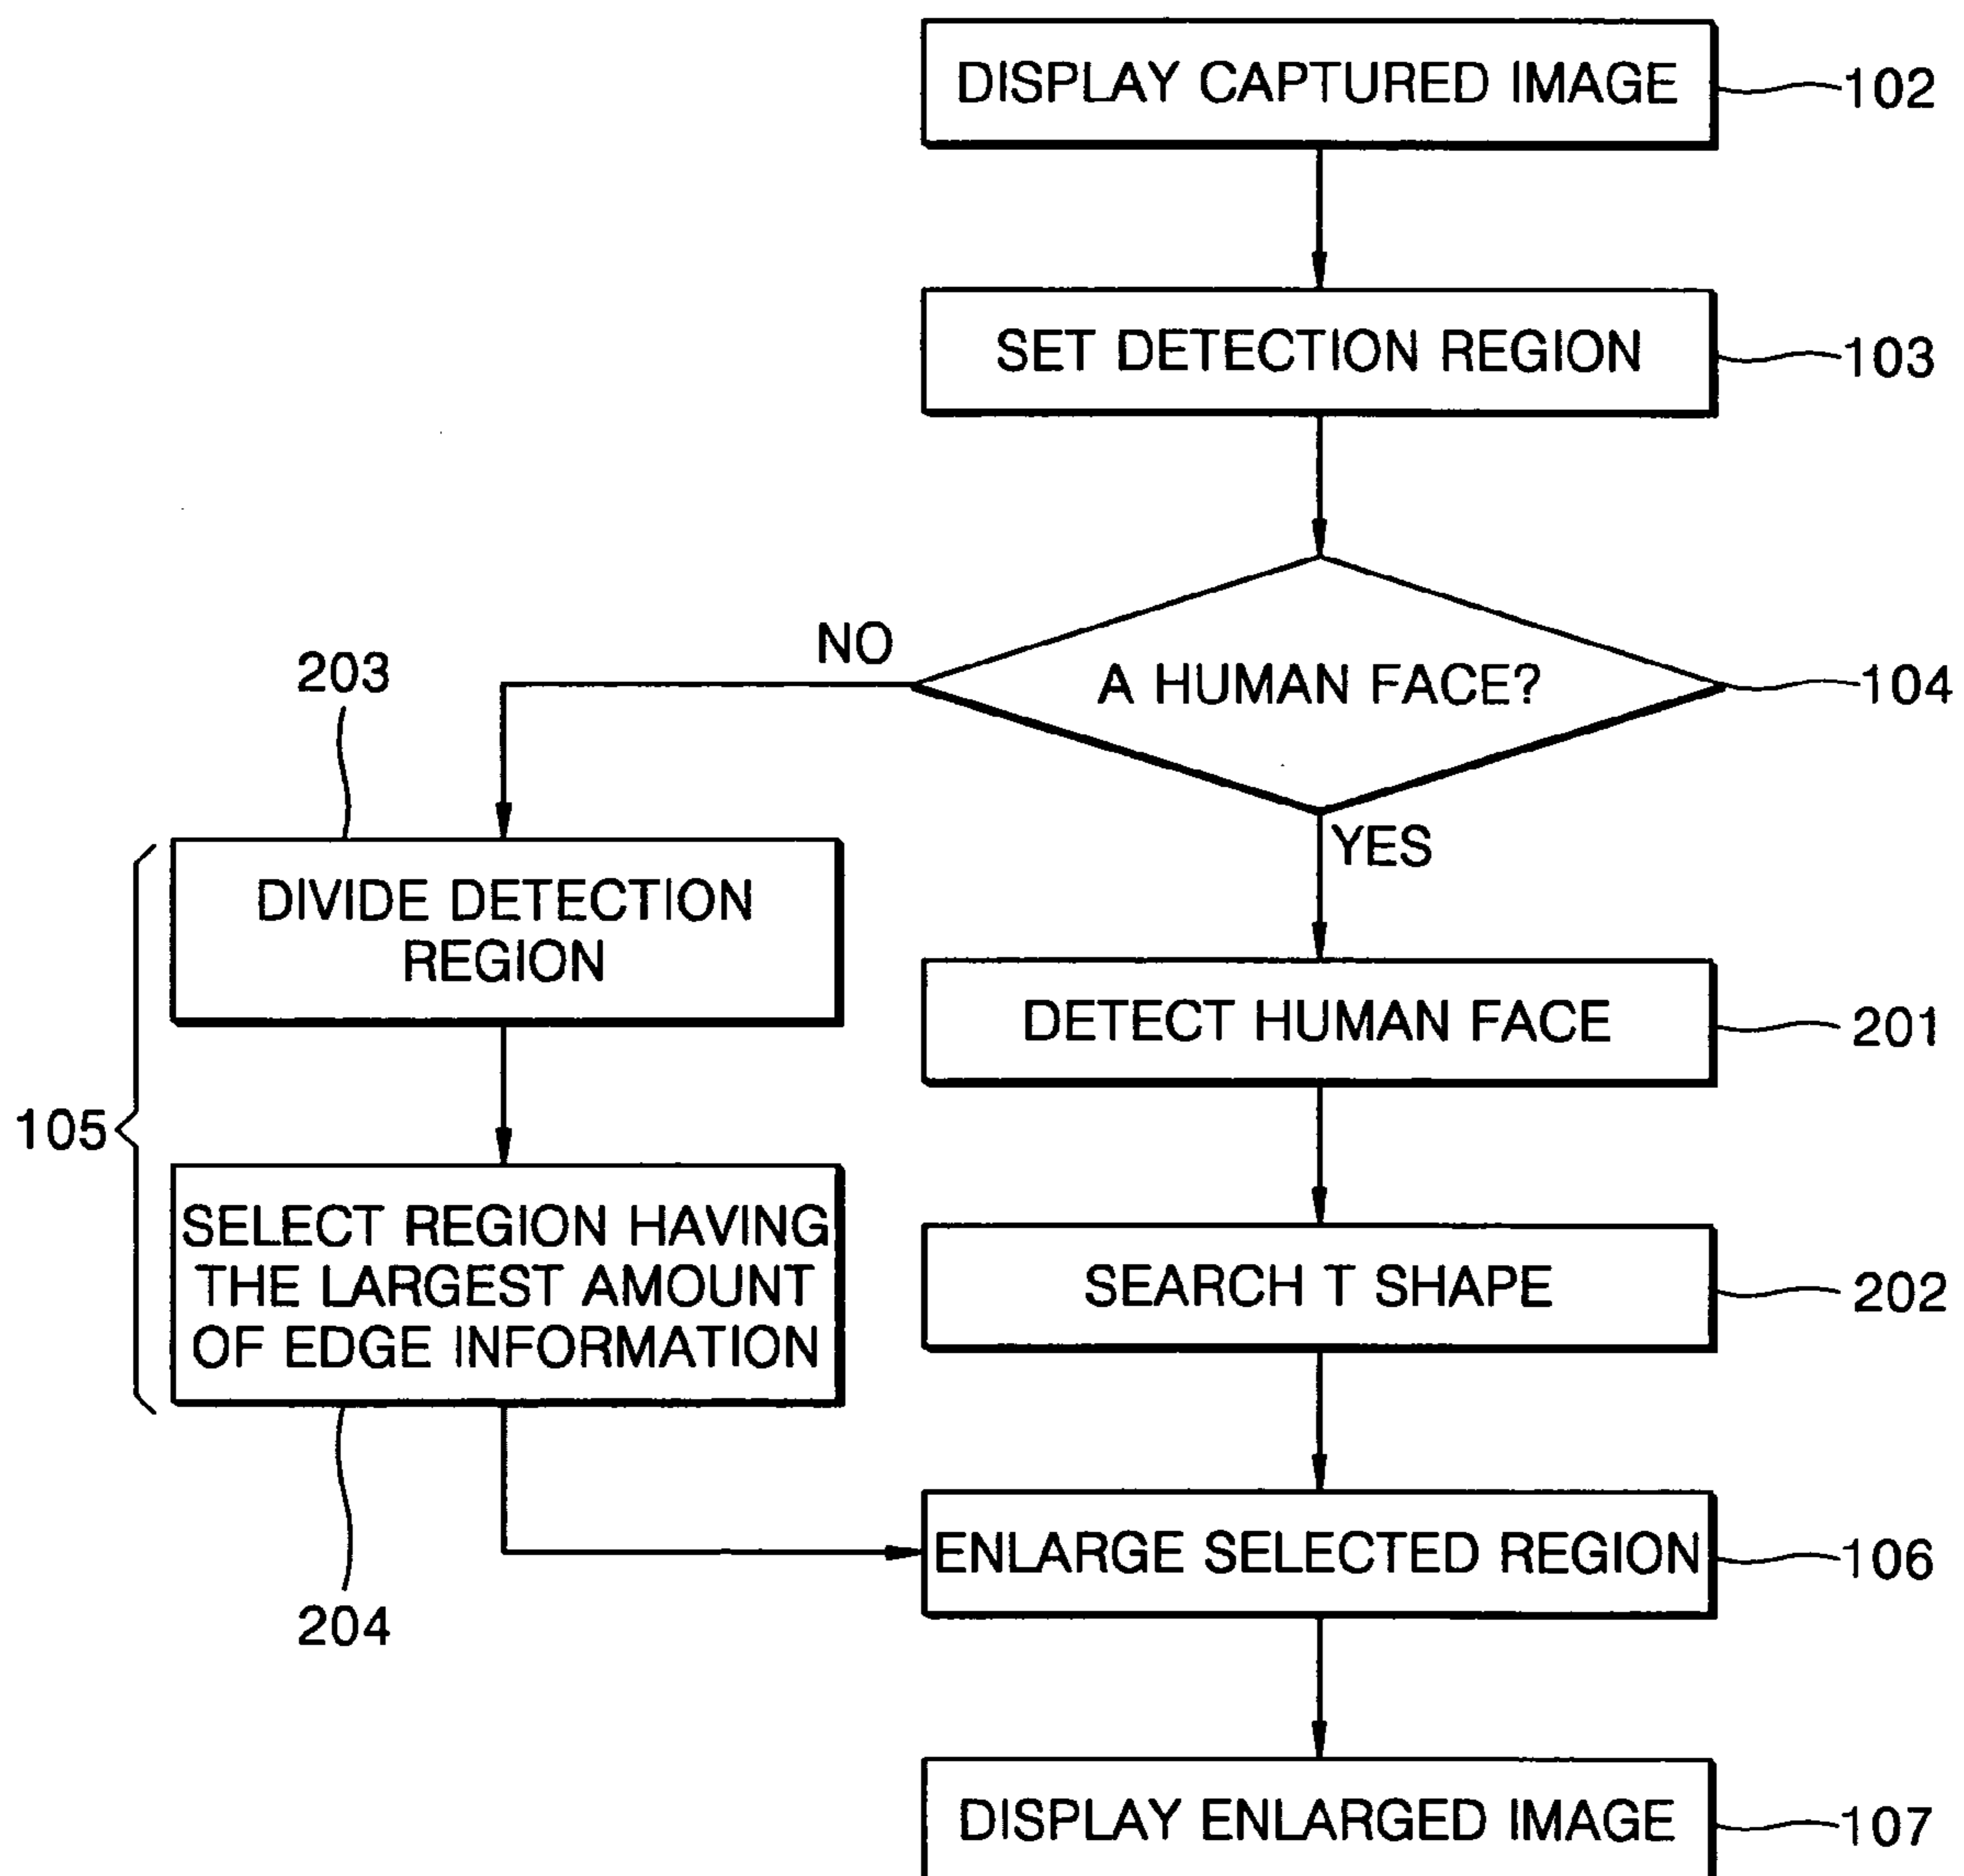 DISPLAY CAPTURED IMAGE
102
SET DETECTION REGION
103
A HUMAN FACE?
104
NO
YES
203
DIVIDE DETECTION
REGION
105
SELECT REGION HAVING
THE LARGEST AMOUNT
OF EDGE INFORMATION
204
DETECT HUMAN FACE
201
SEARCH T SHAPE
202
ENLARGE SELECTED REGION
106
DISPLAY ENLARGED IMAGE
107